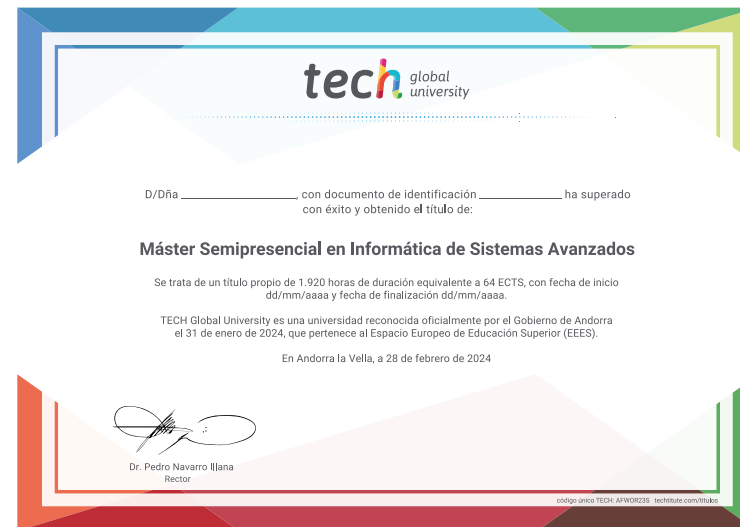 tech global university
D/Dña ____________________, con documento de identificación ______________ ha superado
con éxito y obtenido el título de:
Máster Semipresencial en Informática de Sistemas Avanzados
Se trata de un título propio de 1.920 horas de duración equivalente a 64 ECTS, con fecha de inicio
dd/mm/aaaa y fecha de finalización dd/mm/aaaa.
TECH Global University es una universidad reconocida oficialmente por el Gobierno de Andorra
el 31 de enero de 2024, que pertenece al Espacio Europeo de Educación Superior (EEES).
En Andorra la Vella, a 28 de febrero de 2024
Dr. Pedro Navarro Illana
Rector
código único TECH: AFWOR23S techtitute.com/titulos